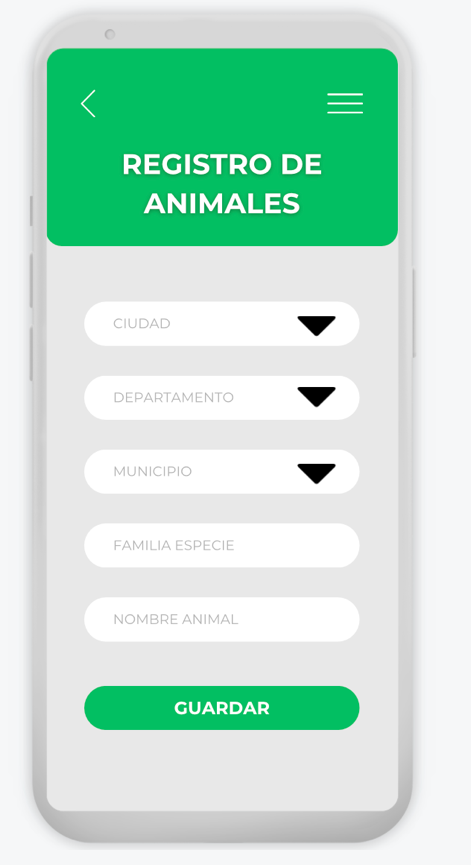 REGISTRO DE
ANIMALES
CIUDAD
DEPARTAMENTO
MUNICIPIO
FAMILIA ESPECIE
NOMBRE ANIMAL
GUARDAR